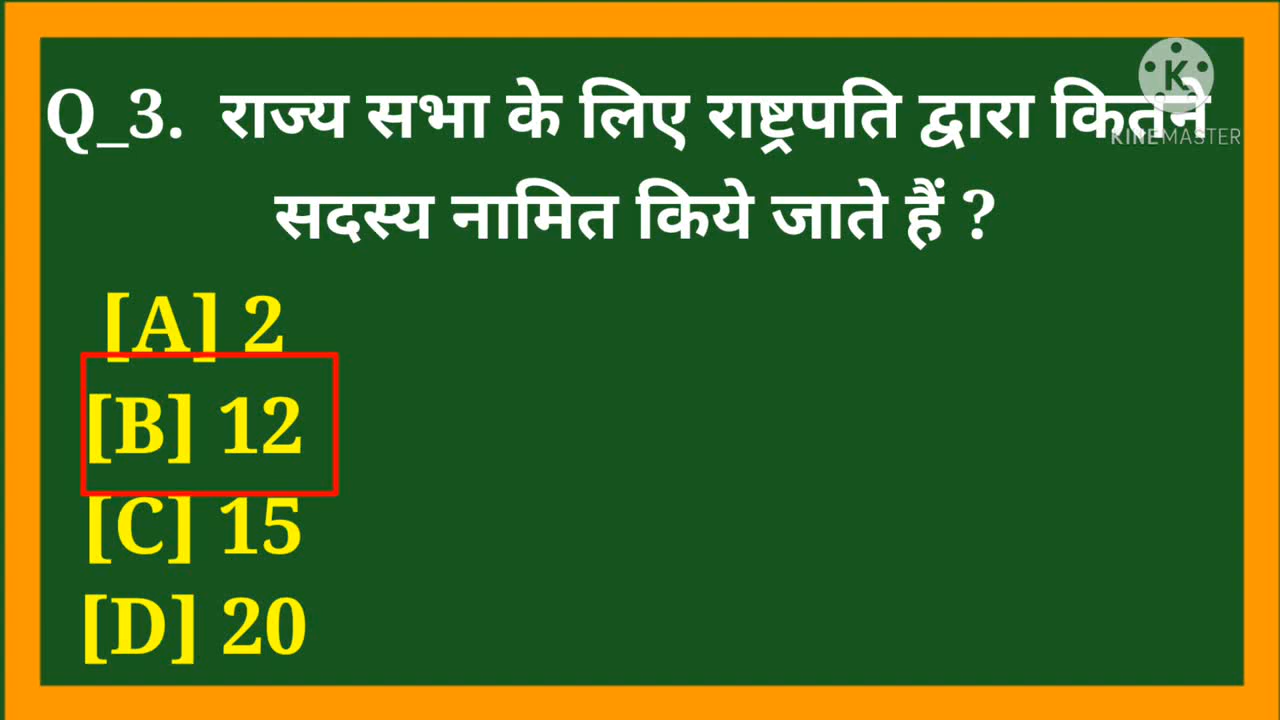 Q_3. राज्य सभा के लिए राष्ट्रपति द्वारा कितने
सदस्य नामित किये जाते हैं ?
[A] 2
[B] 12
[C] 15
[D] 20
K
KINEMASTER